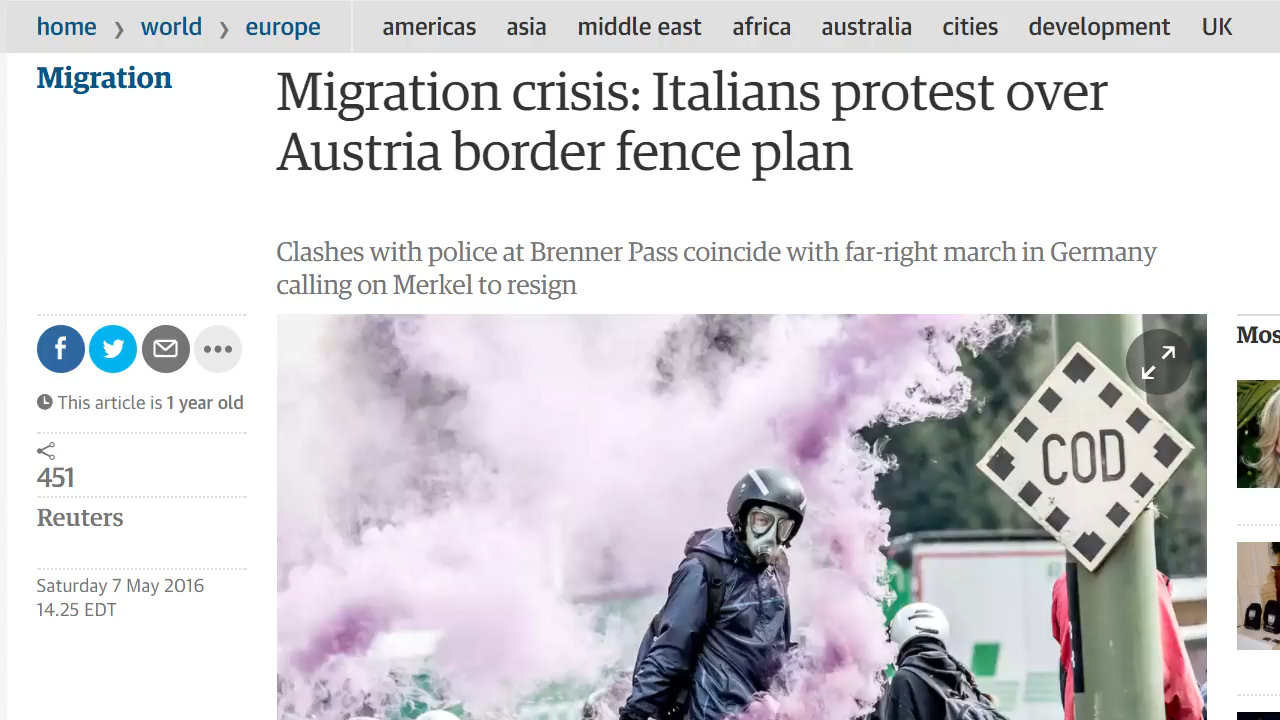 home world europe americas asia middle east africa australia cities development UK
Migration
Migration crisis: Italians protest over
Austria border fence plan
Clashes with police at Brenner Pass coincide with far-right march in Germany
calling on Merkel to resign
f
This article is 1 year old
451
Reuters
Saturday 7 May 2016
14.25 EDT
COD
Mos